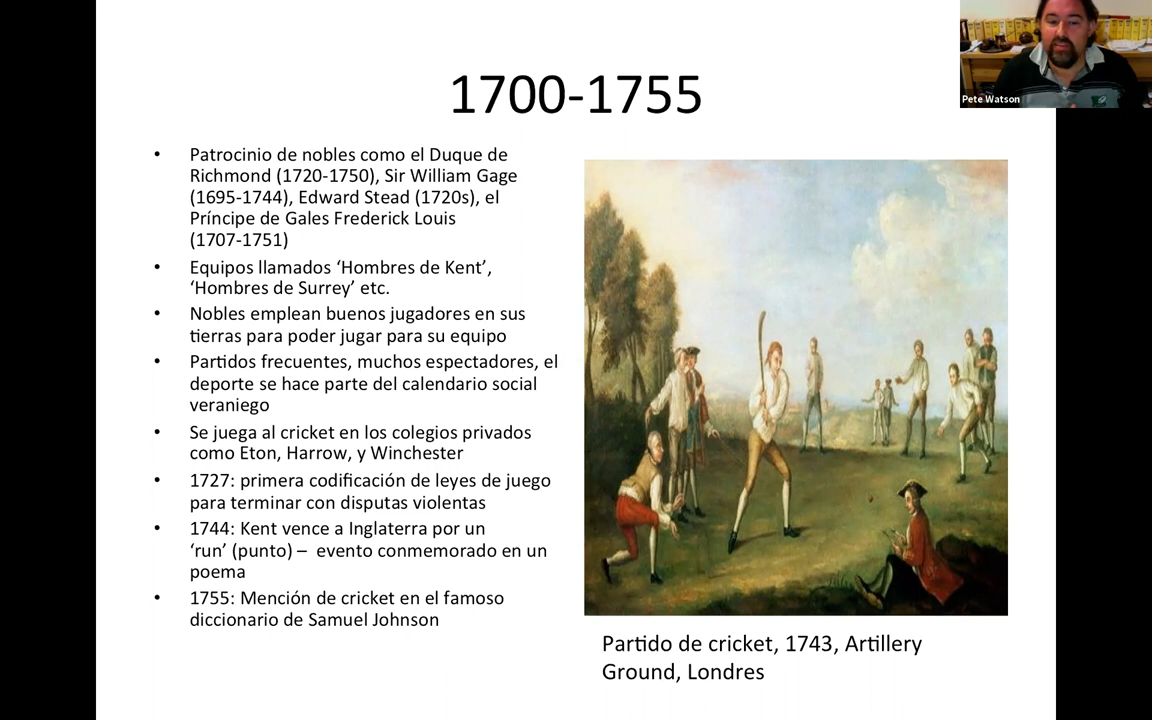 1700-1755
Pete Watson
• Patrocinio de nobles como el Duque de
Richmond (1720-1750), Sir William Gage
(1695-1744), Edward Stead (1720s), el
Príncipe de Gales Frederick Louis
(1707-1751)
• Equipos llamados ‘Hombres de Kent’,
‘Hombres de Surrey’ etc.
• Nobles emplean buenos jugadores en sus
tierras para poder jugar para su equipo
• Partidos frecuentes, muchos espectadores, el
deporte se hace parte del calendario social
veraniego
• Se juega al cricket en los colegios privados
como Eton, Harrow, y Winchester
• 1727: primera codificación de leyes de juego
para terminar con disputas violentas
• 1744: Kent vence a Inglaterra por un
‘run’ (punto) – evento conmemorado en un
poema
• 1755: Mención de cricket en el famoso
diccionario de Samuel Johnson
Partido de cricket, 1743, Artillery
Ground, Londres